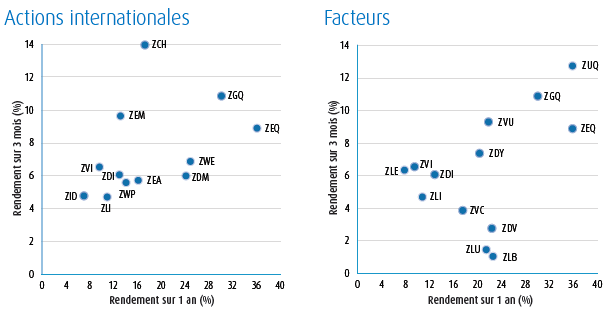 Actions internationales
Rendement sur 3 mois (%)
14
12
10
8
6
4
2
0
ZCH
ZGQ
ZEM
ZEQ
ZWE
ZVI
ZDI
ZEA
ZDM
ZID
ZWP
ZLI
0 4 8 12 16 20 24 28 32 36 40
Rendement sur 1 an (%)
Facteurs
Rendement sur 3 mois (%)
14
12
10
8
6
4
2
0
ZUQ
ZGQ
ZVU
ZEQ
ZDY
ZVI
ZLE
ZDI
ZLI
ZVC
ZDV
ZLU
ZLB
0 4 8 12 16 20 24 28 32 36 40
Rendement sur 1 an (%)